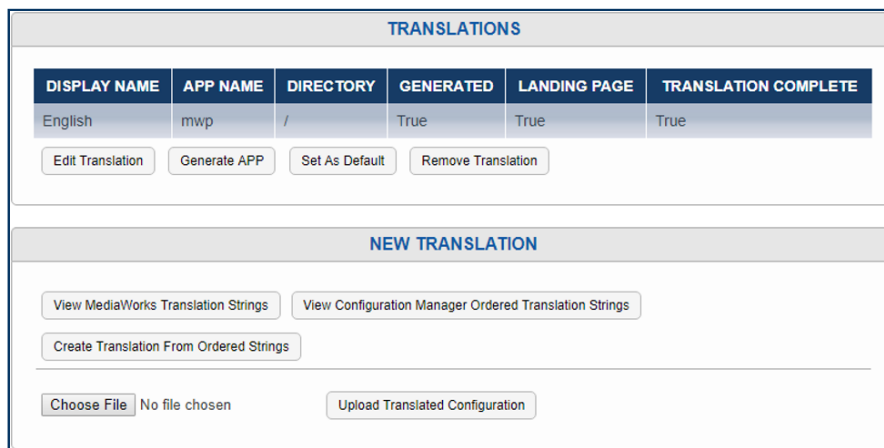 TRANSLATIONS
DISPLAY NAME APP NAME DIRECTORY GENERATED LANDING PAGE TRANSLATION COMPLETE
English mwp / True True True
Edit Translation Generate APP Set As Default Remove Translation
NEW TRANSLATION
View MediaWorks Translation Strings View Configuration Manager Ordered Translation Strings
Create Translation From Ordered Strings
Choose File No file chosen Upload Translated Configuration